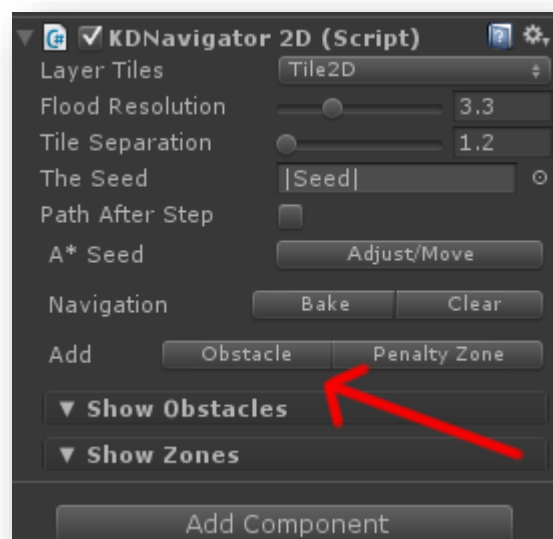 KDNavigator 2D (Script)
Layer Tiles Tile2D
Flood Resolution 3.3
Tile Separation 1.2
The Seed |Seed|
Path After Step
A* Seed Adjust/Move
Navigation Bake Clear
Add Obstacle Penalty Zone
Show Obstacles
Show Zones
Add Component